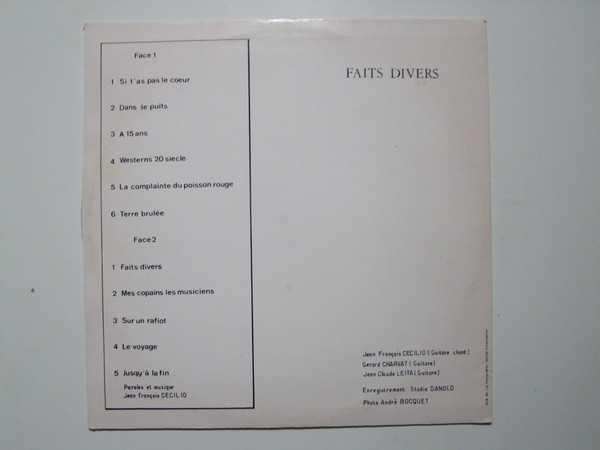 Face 1
1 Si t'as pas le coeur
2 Dans le puits
3 A 15 ans
4 Westerns 20 siecle
5 La complainte du poisson rouge
6 Terre brulée
Face 2
1 Faits divers
2 Mes copains les musiciens
3 Sur un rafiot
4 Le voyage
5 Jusqu'à la fin
Paroles et musique
Jean françois CECILIO
FAITS DIVERS
Jean François CECILIO (Guitare chant)
Gerard CHARVAT (Guitare)
Jean Claude LEITA (Guitare)
Enregistrement Studio DANOLD
Photo André BOCQUET